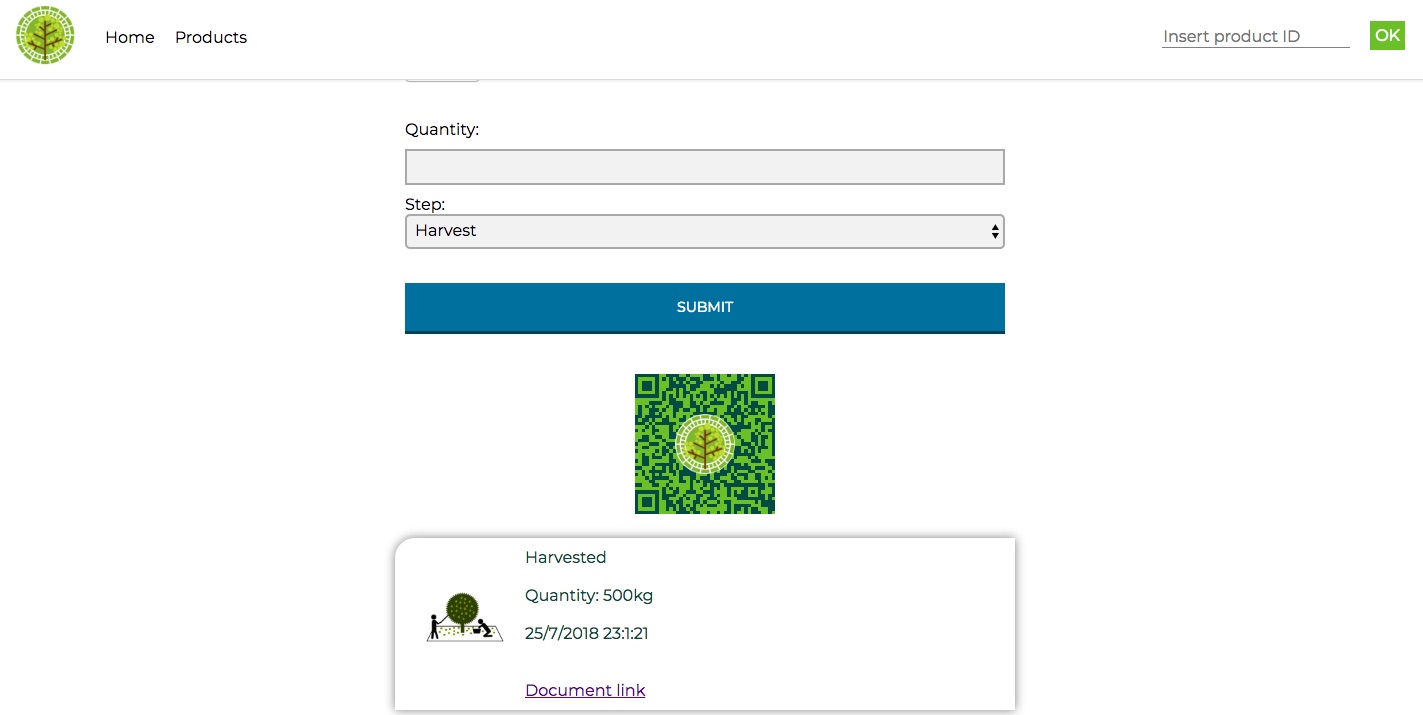 Home Products Insert product ID OK
Quantity:
Step:
Harvest
SUBMIT
Harvested
Quantity: 500kg
25/7/2018 23:1:21
Document link